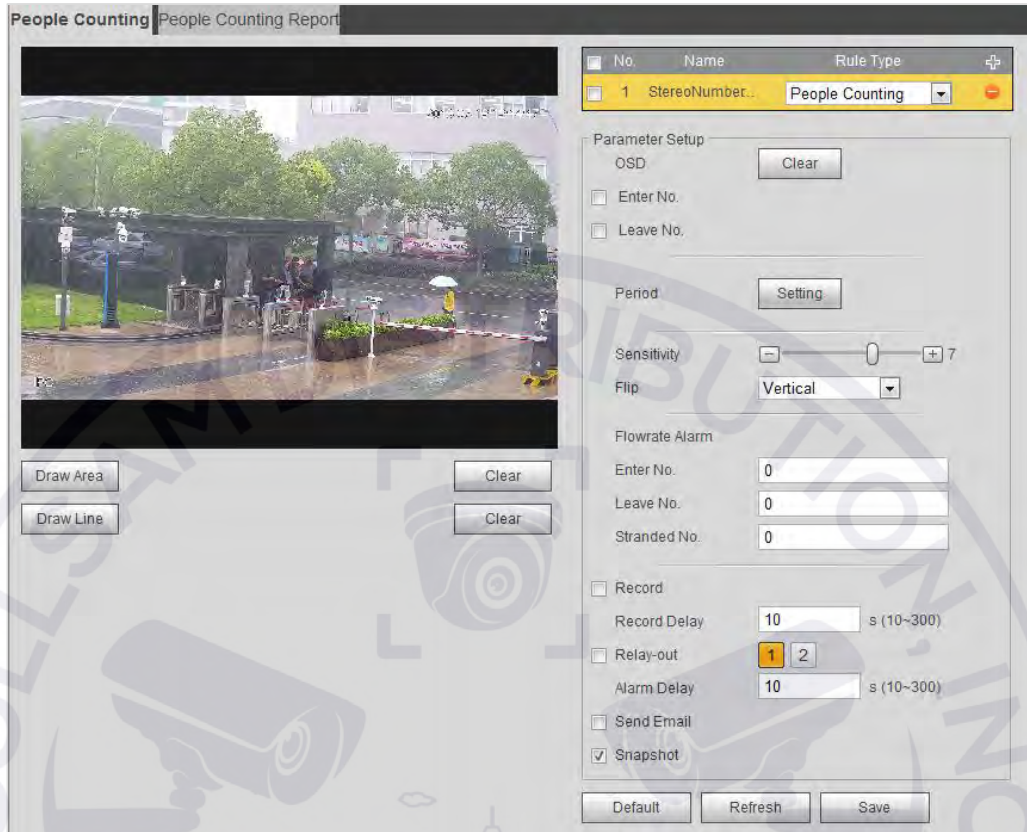 People Counting People Counting Report
No. Name Rule Type
1 StereoNumber.. People Counting
Parameter Setup
OSD Clear
Enter No.
Leave No.
Period Setting
Sensitivity 7
Flip Vertical
Flowrate Alarm
Enter No. 0
Leave No. 0
Stranded No. 0
Record
Record Delay 10 s (10~300)
Relay-out 1 2
Alarm Delay 10 s (10~300)
Send Email
Snapshot
Default Refresh Save
Draw Area Clear
Draw Line Clear